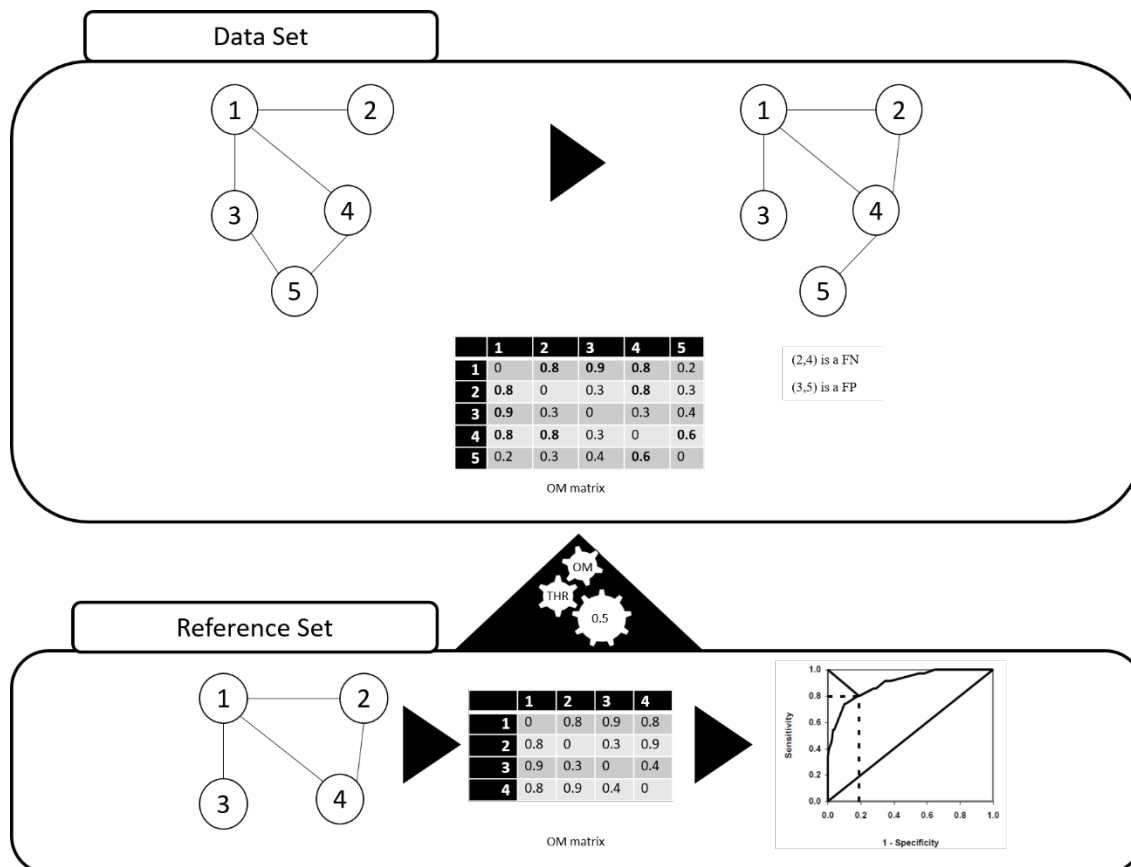 Data Set
1 2
3 4
5
1 2
3 4
5
1 2 3 4 5
1 0 0.8 0.9 0.8 0.2
2 0.8 0 0.3 0.8 0.3
3 0.9 0.3 0 0.3 0.4
4 0.8 0.8 0.3 0 0.6
5 0.2 0.3 0.4 0.6 0
OM matrix
(2,4) is a FN
(3,5) is a FP
OM
THR
0.5
Reference Set
1 2
3 4
1 2 3 4
1 0 0.8 0.9 0.8
2 0.8 0 0.3 0.9
3 0.9 0.3 0 0.4
4 0.8 0.9 0.4 0
OM matrix
Sensitivity
1.0
0.8
0.6
0.4
0.2
0.0
0.0 0.2 0.4 0.6 0.8 1.0
1 - Specificity